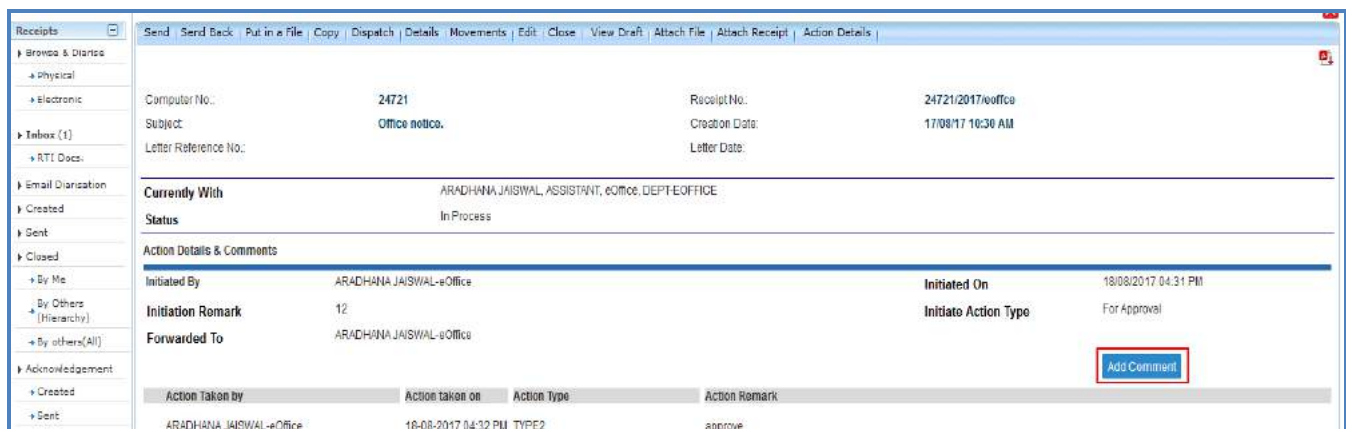 Receipts
Send Send Back Put in a File Copy Dispatch Details Movements Edit Close View Draft Attach File Attach Receipt Action Details
Browse & Diarise
Physical
Electronic
Inbox (1)
RTI Docs.
Email Diarisation
Created
Sent
Closed
By Me
By Others
(Hierarchy)
By others(All)
Acknowledgement
Created
Sent
Computer No.: 24721 Receipt No.: 24721/2017/eoffce
Subject: Office notice. Creation Date: 17/08/17 10:30 AM
Letter Reference No.: Letter Date:
Currently With ARADHANA JAISWAL, ASSISTANT, eOffice, DEPT-EOFFICE
Status In Process
Action Details & Comments
Initiated By ARADHANA JAISWAL-eOffice Initiated On 18/08/2017 04:31 PM
Initiation Remark 12 Initiate Action Type For Approval
Forwarded To ARADHANA JAISWAL-eOffice
Add Comment
Action Taken by Action taken on Action Type Action Remark
ARADHANA JAISWAL-eOffice 18-08-2017 04:32 PM TYPE2 approve